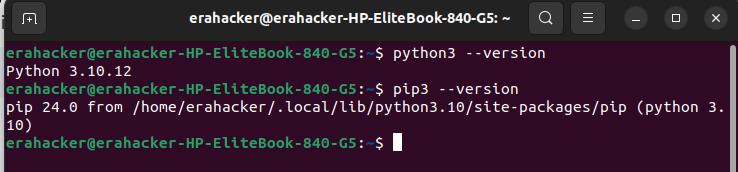 erahacker@erahacker-HP-EliteBook-840-G5: ~
erahacker@erahacker-HP-EliteBook-840-G5:~$ python3 --version
Python 3.10.12
erahacker@erahacker-HP-EliteBook-840-G5:~$ pip3 --version
pip 24.0 from /home/erahacker/.local/lib/python3.10/site-packages/pip (python 3.
10)
erahacker@erahacker-HP-EliteBook-840-G5:~$